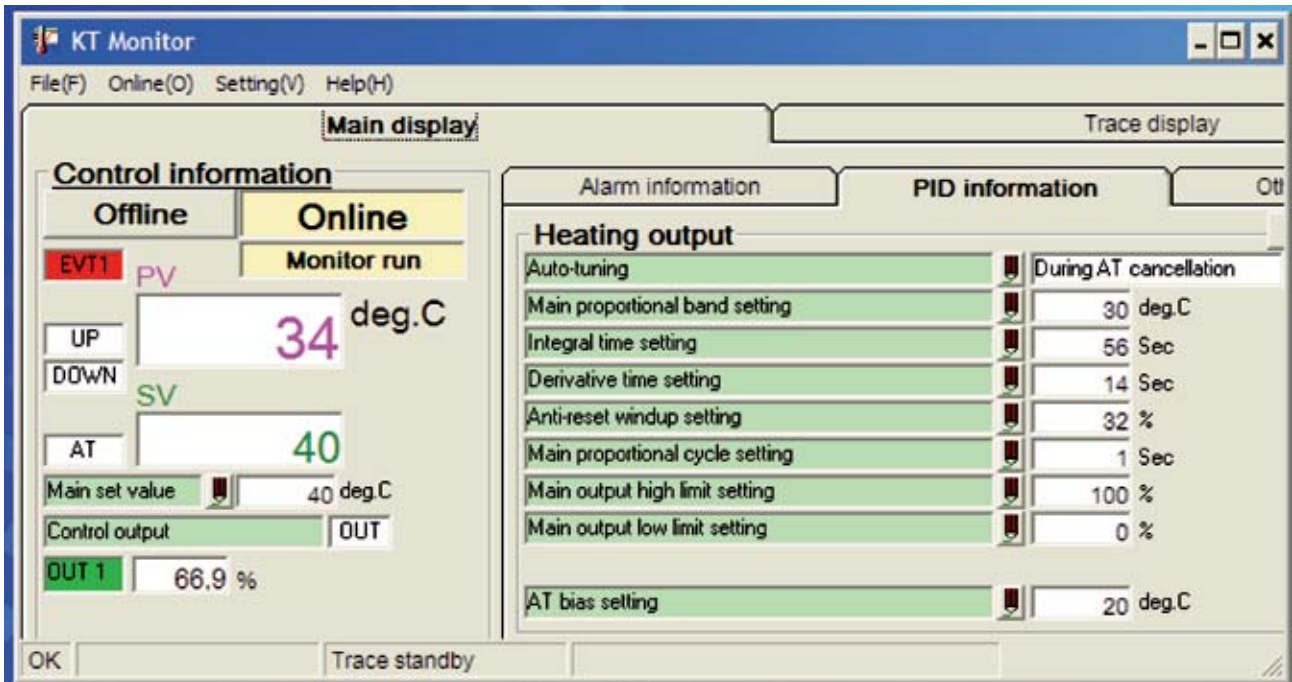 KT Monitor
File(F) Online(O) Setting(V) Help(H)
Main display
Trace display
Control information
Offline
Online
Monitor run
EVT1
PV
34 deg.C
UP
DOWN
SV
40
AT
Main set value 40 deg.C
Control output OUT
OUT 1 66.9 %
Alarm information
PID information
Heating output
Auto-tuning During AT cancellation
Main proportional band setting 30 deg.C
Integral time setting 56 Sec
Derivative time setting 14 Sec
Anti-reset windup setting 32 %
Main proportional cycle setting 1 Sec
Main output high limit setting 100 %
Main output low limit setting 0 %
AT bias setting 20 deg.C
OK
Trace standby